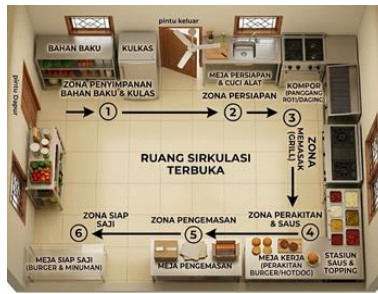 pintu keluar
BAHAN BAKU
KULKAS
MEJA PERSIAPAN
& CUCI ALAT
KOMPOR
(PANGGANG
ROTI/DAGING)
pintu Dapur
ZONA PENYIMPANAN
BAHAN BAKU & KULAS
ZONA PERSIAPAN
1
2
3
ZONA
MEMASAK
(GRILL)
RUANG SIRKULASI
TERBUKA
ZONA SIAP
SAJI
ZONA PENGEMASAN
ZONA PERAKITAN
& SAUS
6
5
4
MEJA SIAP SAJI
(BURGER & MINUMAN)
MEJA PENGEMASAN
MEJA KERJA
(PERAKITAN
BURGER/HOTDOG)
STASIUN
SAUS &
TOPPING